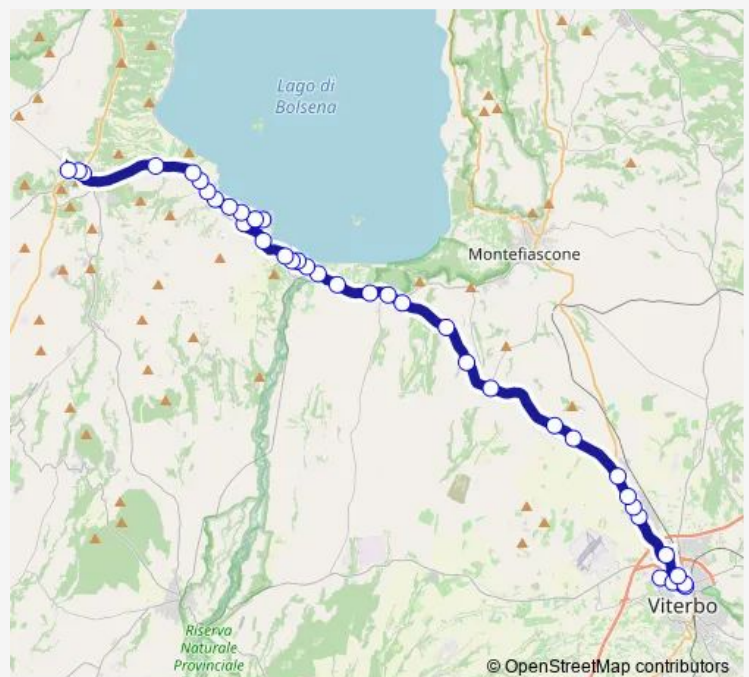 Lago di
Bolsena
Montefiascone
Viterbo
Riserva
Naturale
Provinciale
© OpenStreetMap contributors